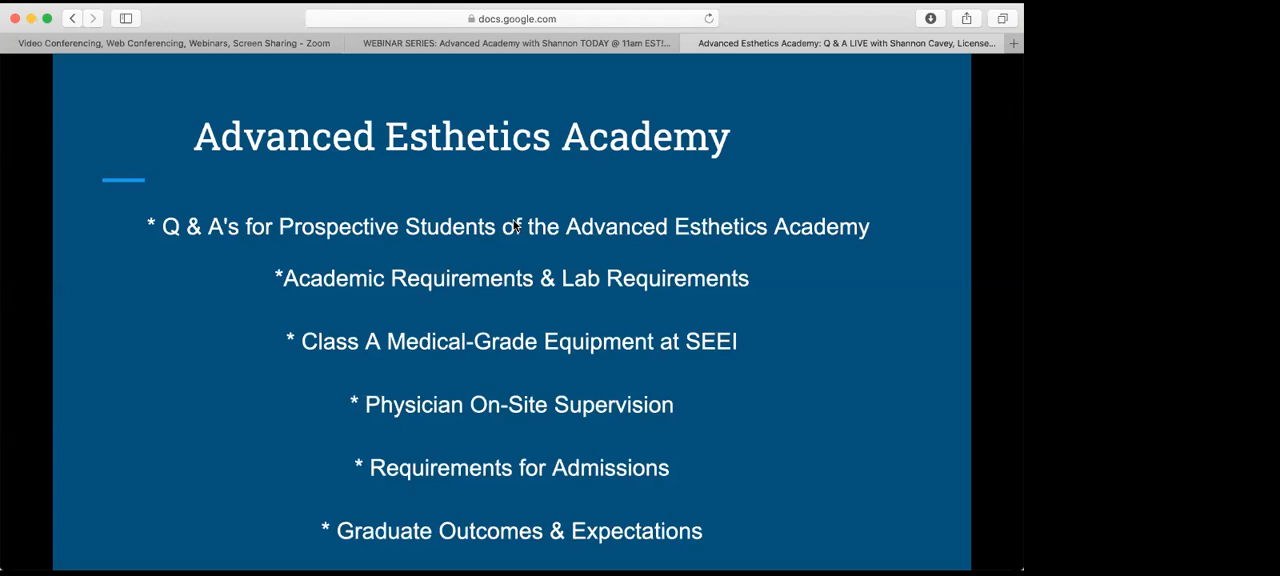 docs.google.com
Video Conferencing, Web Conferencing, Webinars, Screen Sharing - Zoom
WEBINAR SERIES: Advanced Academy with Shannon TODAY @ 11am EST!...
Advanced Esthetics Academy: Q & A LIVE with Shannon Cavey, License...
Advanced Esthetics Academy
* Q & A's for Prospective Students of the Advanced Esthetics Academy
*Academic Requirements & Lab Requirements
* Class A Medical-Grade Equipment at SEEI
* Physician On-Site Supervision
* Requirements for Admissions
* Graduate Outcomes & Expectations